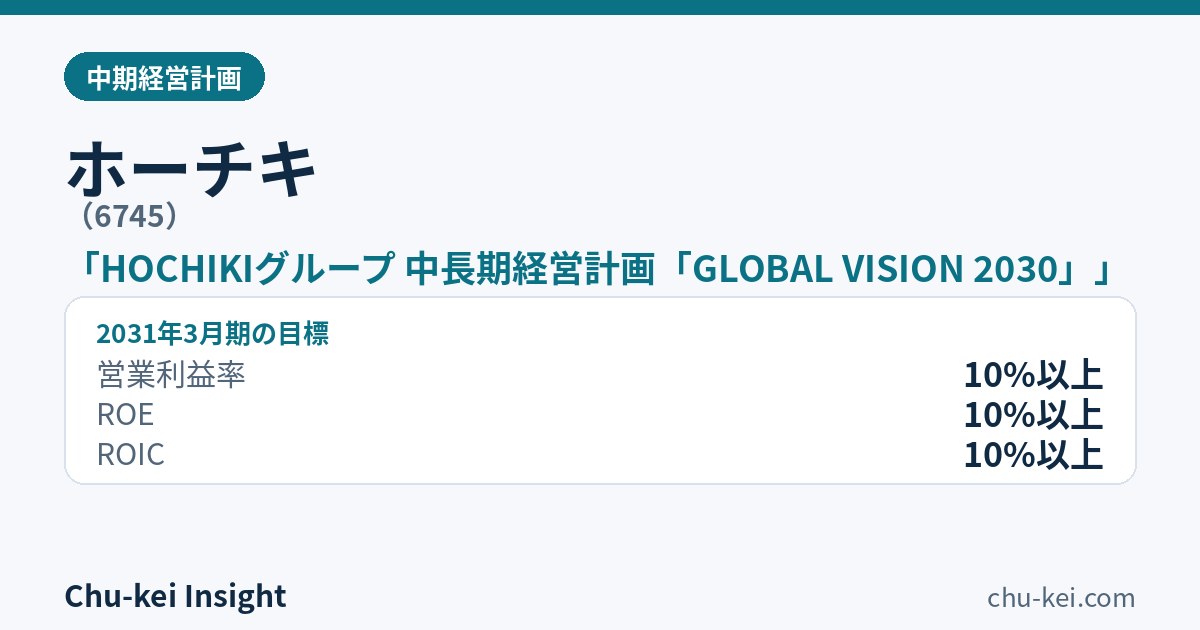 中期経営計画
ホーチキ
（6745）
「HOCHIKIグループ 中長期経営計画「GLOBAL VISION 2030」」
2031年3月期の目標
営業利益率 10%以上
ROE 10%以上
ROIC 10%以上
Chu-kei Insight chu-kei.com